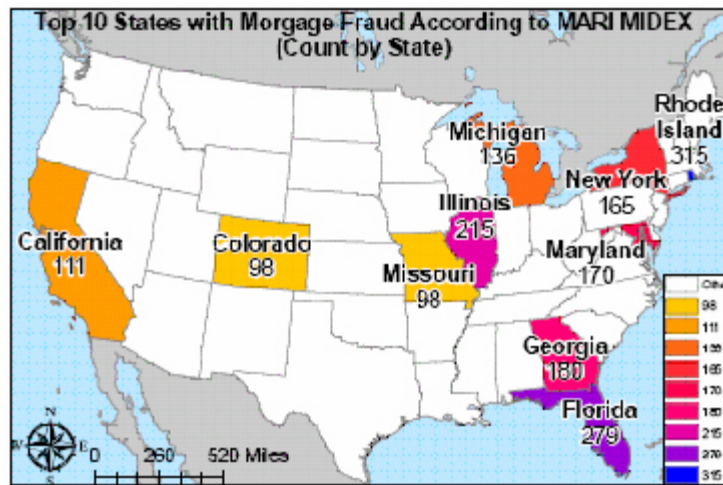 Top 10 States with Morgage Fraud According to MARI MIDEX
(Count by State)
Rhode
Island
315
Michigan
136
New York
165
Illinois
215
California
111
Colorado
98
Missouri
98
Maryland
170
Georgia
180
Florida
279
98
111
165
170
180
215
279
315
N
W E
S
0 260 520 Miles